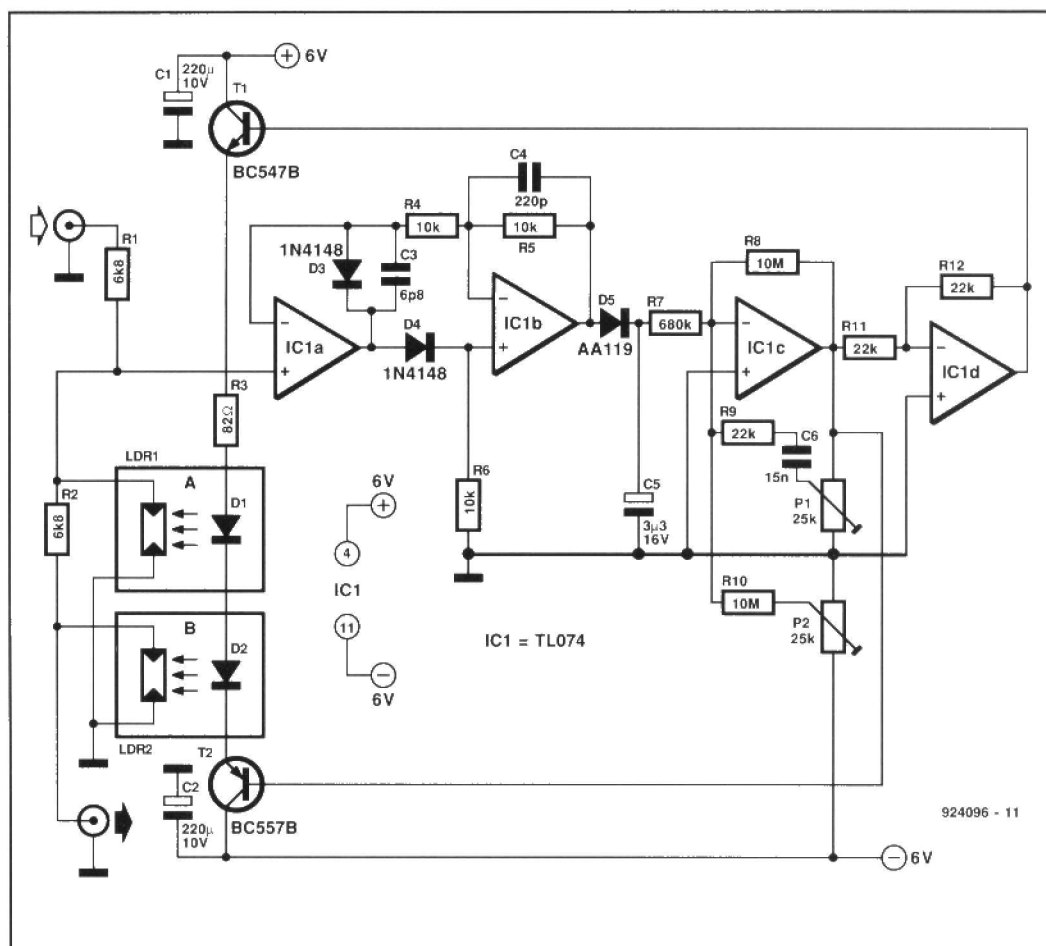 6V
C1
220µ
10V
T1
BC547B
R1
6k8
R4
10k
C4
220p
10k
R5
1N4148
D3
C3
6p8
IC1a
D4
1N4148
IC1b
D5
AA119
R7
680k
R8
10M
IC1c
R11
22k
R12
22k
IC1d
R3
82Ω
R9
22k
C6
15n
P1
25k
LDR1
A
D1
R2
6k8
R6
10k
C5
3µ3
16V
6V
4
IC1
11
6V
R10
10M
P2
25k
IC1 = TL074
B
D2
LDR2
T2
C2
220µ
10V
BC557B
924096 - 11
6V